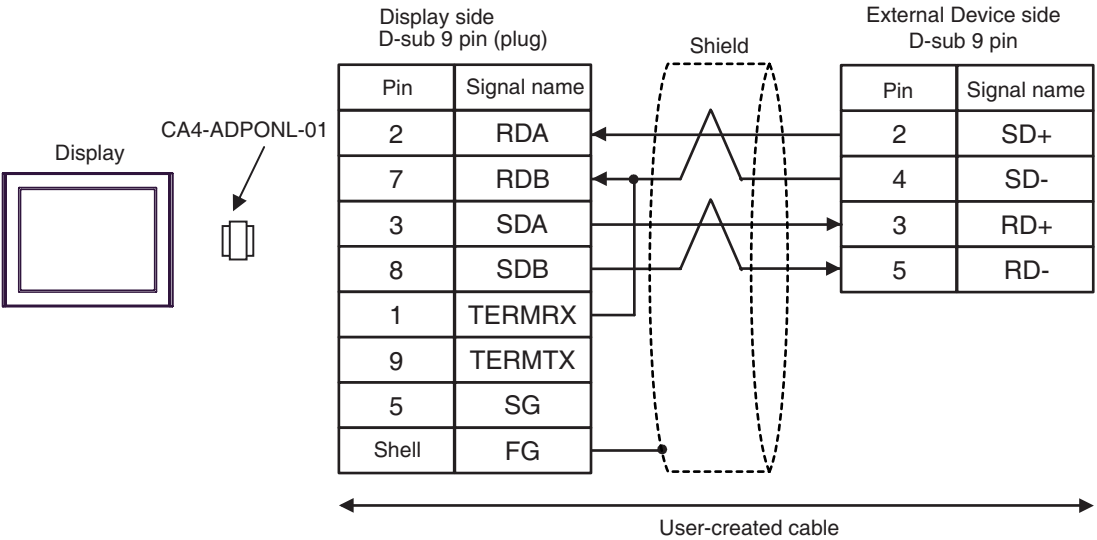 Display side
D-sub 9 pin (plug)
Shield
External Device side
D-sub 9 pin
CA4-ADPONL-01
Display
Pin Signal name
2 RDA
7 RDB
3 SDA
8 SDB
1 TERMRX
9 TERMTX
5 SG
Shell FG
Pin Signal name
2 SD+
4 SD-
3 RD+
5 RD-
User-created cable